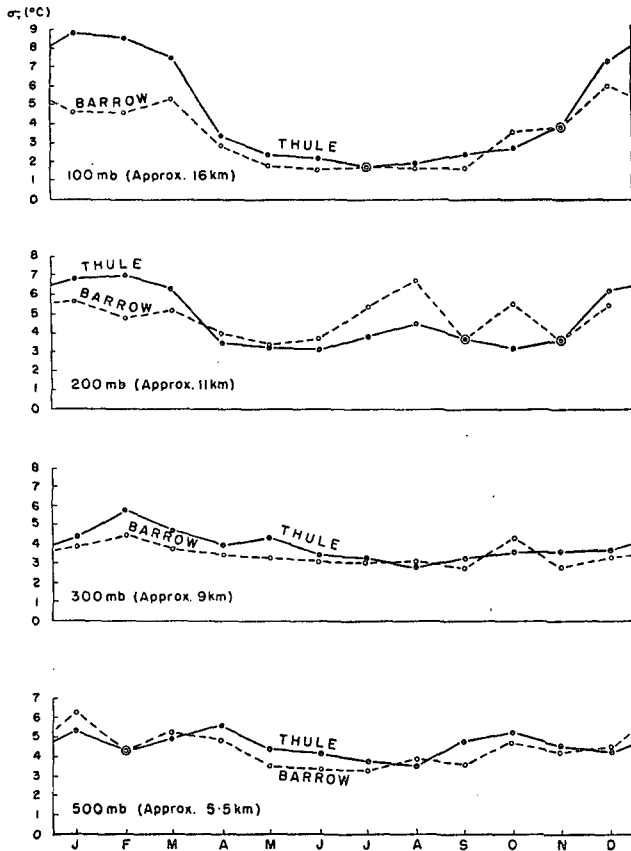 σT (°C)
9
8
7
6
5
4
3
2
1
0
BARROW
THULE
100 mb (Approx. 16 km)
8
7
6
5
4
3
2
1
0
THULE
BARROW
200 mb (Approx. 11 km)
8
7
6
5
4
3
2
1
0
BARROW
THULE
300 mb (Approx. 9 km)
7
6
5
4
3
2
1
0
THULE
BARROW
500 mb (Approx. 5·5 km)
J F M A M J J A S O N D